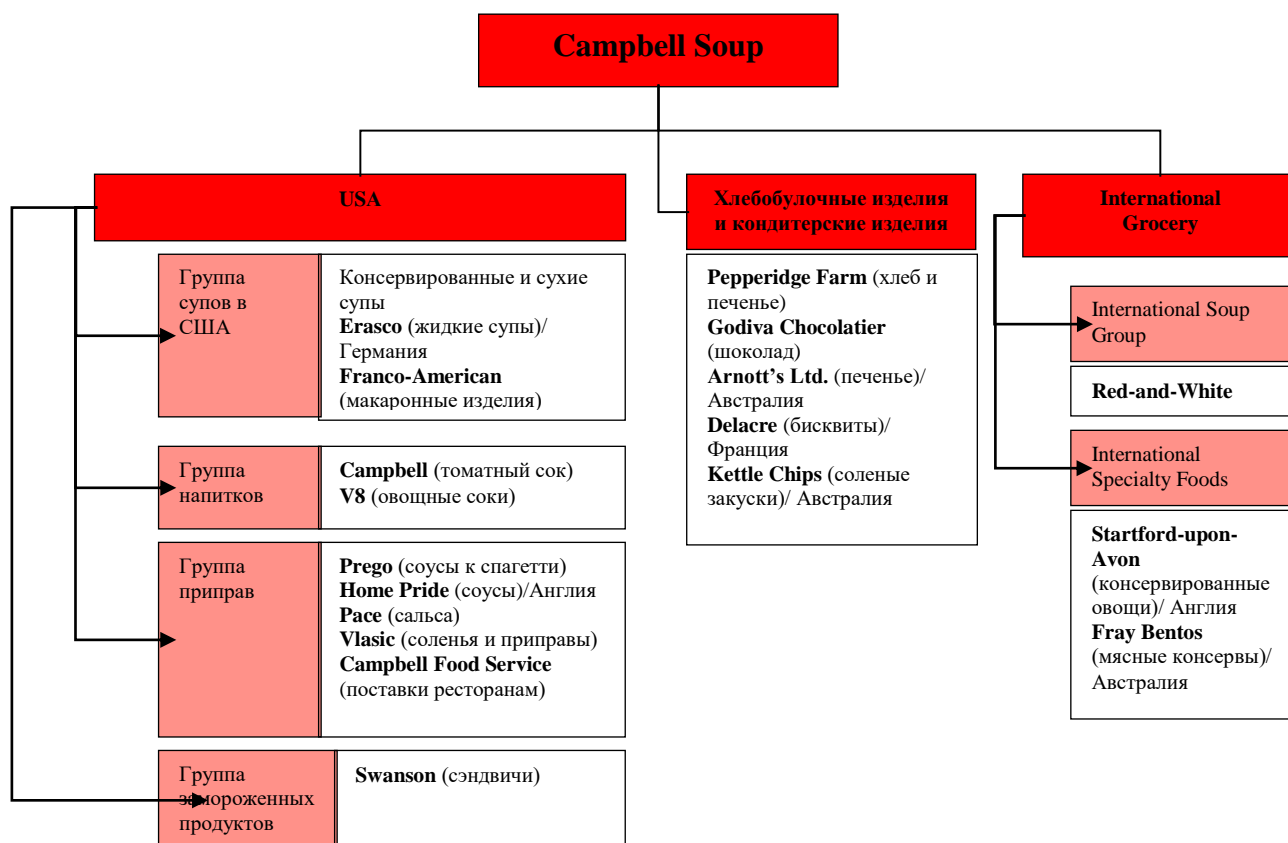 Campbell Soup
USA
Группа
супов в
США
Консервированные и сухие
супы
Erasco (жидкие супы)/
Германия
Franco-American
(макаронные изделия)
Группа
напитков
Campbell (томатный сок)
V8 (овощные соки)
Группа
приправ
Prego (соусы к спагетти)
Home Pride (соусы)/Англия
Pace (сальса)
Vlasic (соленья и приправы)
Campbell Food Service
(поставки ресторанам)
Группа
замороженных
продуктов
Swanson (сэндвичи)
Хлебобулочные изделия
и кондитерские изделия
Pepperidge Farm (хлеб и
печенье)
Godiva Chocolatier
(шоколад)
Arnott’s Ltd. (печенье)/
Австралия
Delacre (бисквиты)/
Франция
Kettle Chips (соленые
закуски)/ Австралия
International
Grocery
International Soup
Group
Red-and-White
International
Specialty Foods
Startford-upon-
Avon
(консервированные
овощи)/ Англия
Fray Bentos
(мясные консервы)/
Австралия